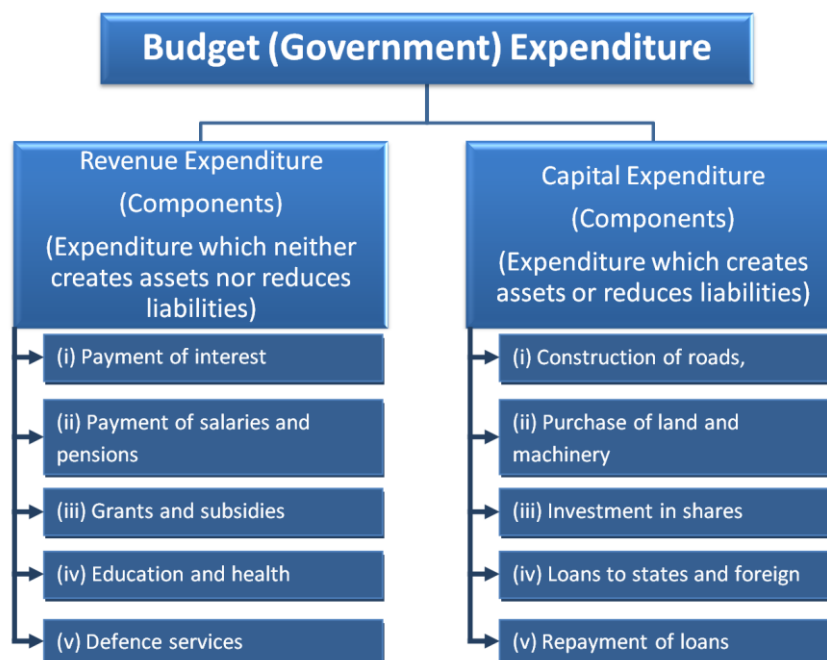 Budget (Government) Expenditure
Revenue Expenditure
(Components)
(Expenditure which neither
creates assets nor reduces
liabilities)
(i) Payment of interest
(ii) Payment of salaries and
pensions
(iii) Grants and subsidies
(iv) Education and health
(v) Defence services
Capital Expenditure
(Components)
(Expenditure which creates
assets or reduces liabilities)
(i) Construction of roads,
(ii) Purchase of land and
machinery
(iii) Investment in shares
(iv) Loans to states and foreign
(v) Repayment of loans